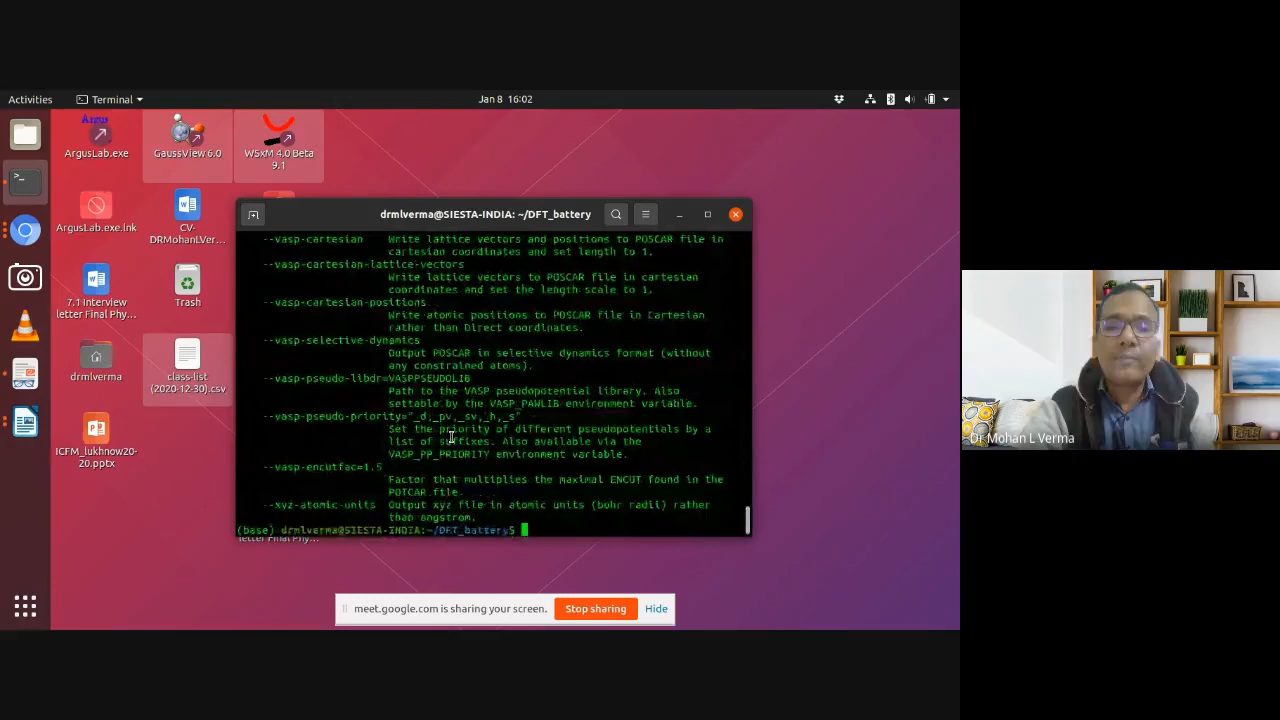 Activities
Terminal
Jan 8 16:02
Argus
ArgusLab.exe
GaussView 6.0
WSxM 4.0 Beta
9.1
ArgusLab.exe.lnk
CV-
DRMohanLVer...
7.1 Interview
letter Final Phy...
Trash
drmlverma
class-list
(2020-12-30).csv
ICFM_lukhnow20-
20.pptx
drmlverma@SIESTA-INDIA: ~/DFT_battery
--vasp-cartesian Write lattice vectors and positions to POSCAR file in
cartesian coordinates and set length to 1.
--vasp-cartesian-lattice-vectors
Write lattice vectors to POSCAR file in cartesian
coordinates and set the length scale to 1.
--vasp-cartesian-positions
Write atomic positions to POSCAR file in Cartesian
rather than Direct coordinates.
--vasp-selective-dynamics
Output POSCAR in selective dynamics format (without
any constrained atoms).
--vasp-pseudo-libdr=VASPPSEUDOLIB
Path to the VASP pseudopotential library. Also
settable by the VASP_PAWLIB environment variable.
--vasp-pseudo-priority="_d,_pv,_sv,_h,_s"
Set the priority of different pseudopotentials by a
list of suffixes. Also available via the
VASP_PP_PRIORITY environment variable.
--vasp-encutfac=1.5
Factor that multiplies the maximal ENCUT found in the
POTCAR file.
--xyz-atomic-units Output xyz file in atomic units (bohr radii) rather
than angstrom.
(base) drmlverma@SIESTA-INDIA:~/DFT_battery$
letter Final Phy...
meet.google.com is sharing your screen.
Stop sharing
Hide
Dr Mohan L Verma